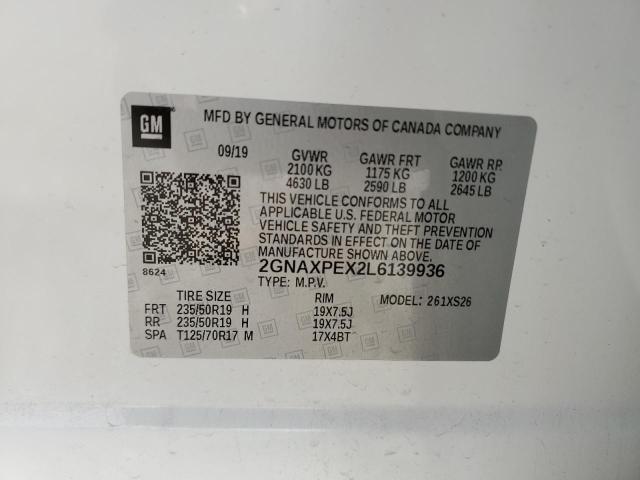 GM
MFD BY GENERAL MOTORS OF CANADA COMPANY
09/19 GVWR GAWR FRT GAWR RR
2100 KG 1175 KG 1200 KG
4630 LB 2590 LB 2645 LB
THIS VEHICLE CONFORMS TO ALL
APPLICABLE U.S. FEDERAL MOTOR
VEHICLE SAFETY AND THEFT PREVENTION
STANDARDS IN EFFECT ON THE DATE OF
MANUFACTURE SHOWN ABOVE.
8624 2GNAXPEX2L6139936
TYPE: M.P.V.
TIRE SIZE RIM MODEL: 261XS26
FRT 235/50R19 H 19X7.5J
RR 235/50R19 H 19X7.5J
SPA T125/70R17 M 17X4BT